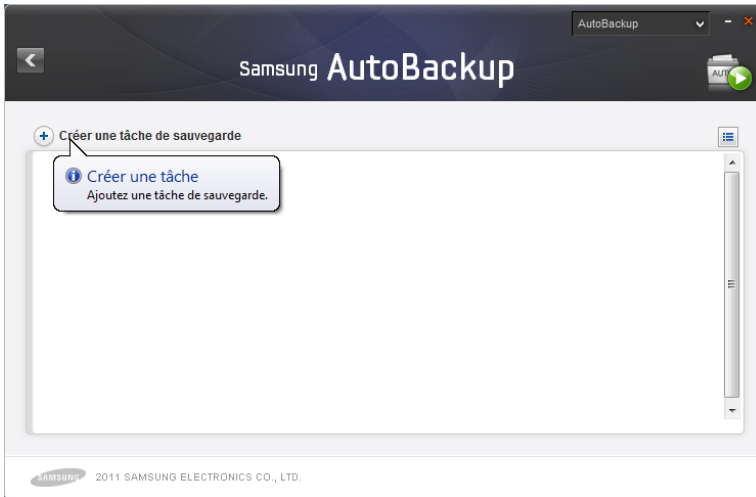 AutoBackup
Samsung AutoBackup
AUT
Créer une tâche de sauvegarde
Créer une tâche
Ajoutez une tâche de sauvegarde.
SAMSUNG 2011 SAMSUNG ELECTRONICS CO., LTD.